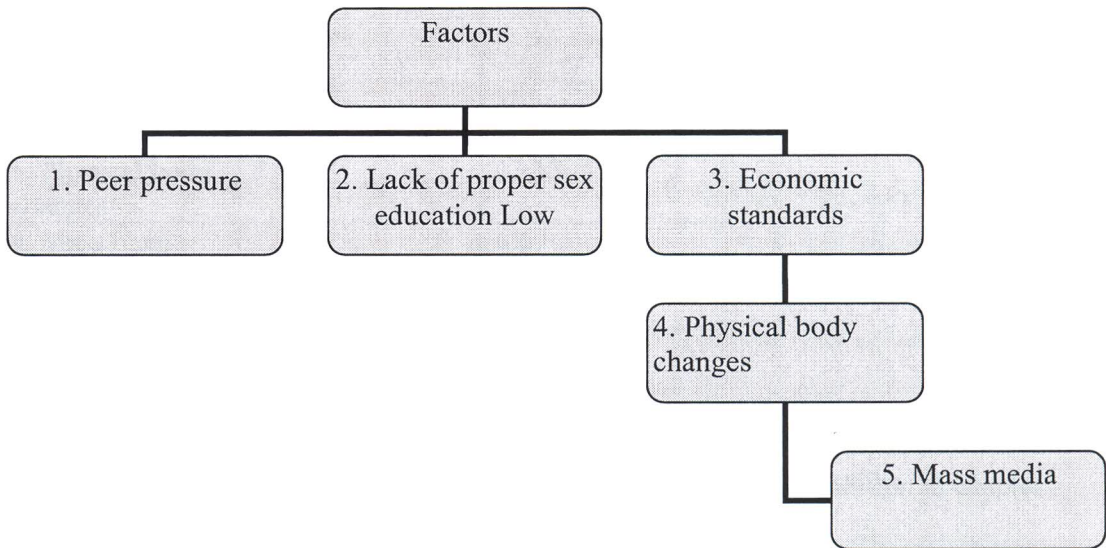 Factors
1. Peer pressure
2. Lack of proper sex
education Low
3. Economic
standards
4. Physical body
changes
5. Mass media